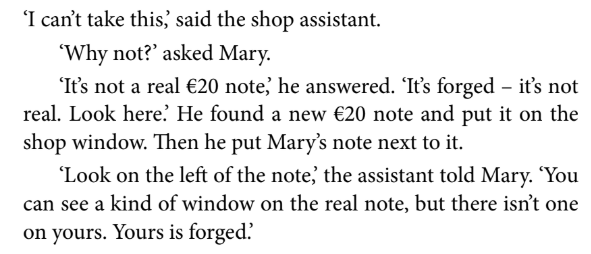 ‘I can’t take this,’ said the shop assistant.
‘Why not?’ asked Mary.
‘It’s not a real €20 note,’ he answered. ‘It’s forged – it’s not
real. Look here.’ He found a new €20 note and put it on the
shop window. Then he put Mary’s note next to it.
‘Look on the left of the note,’ the assistant told Mary. ‘You
can see a kind of window on the real note, but there isn’t one
on yours. Yours is forged.’